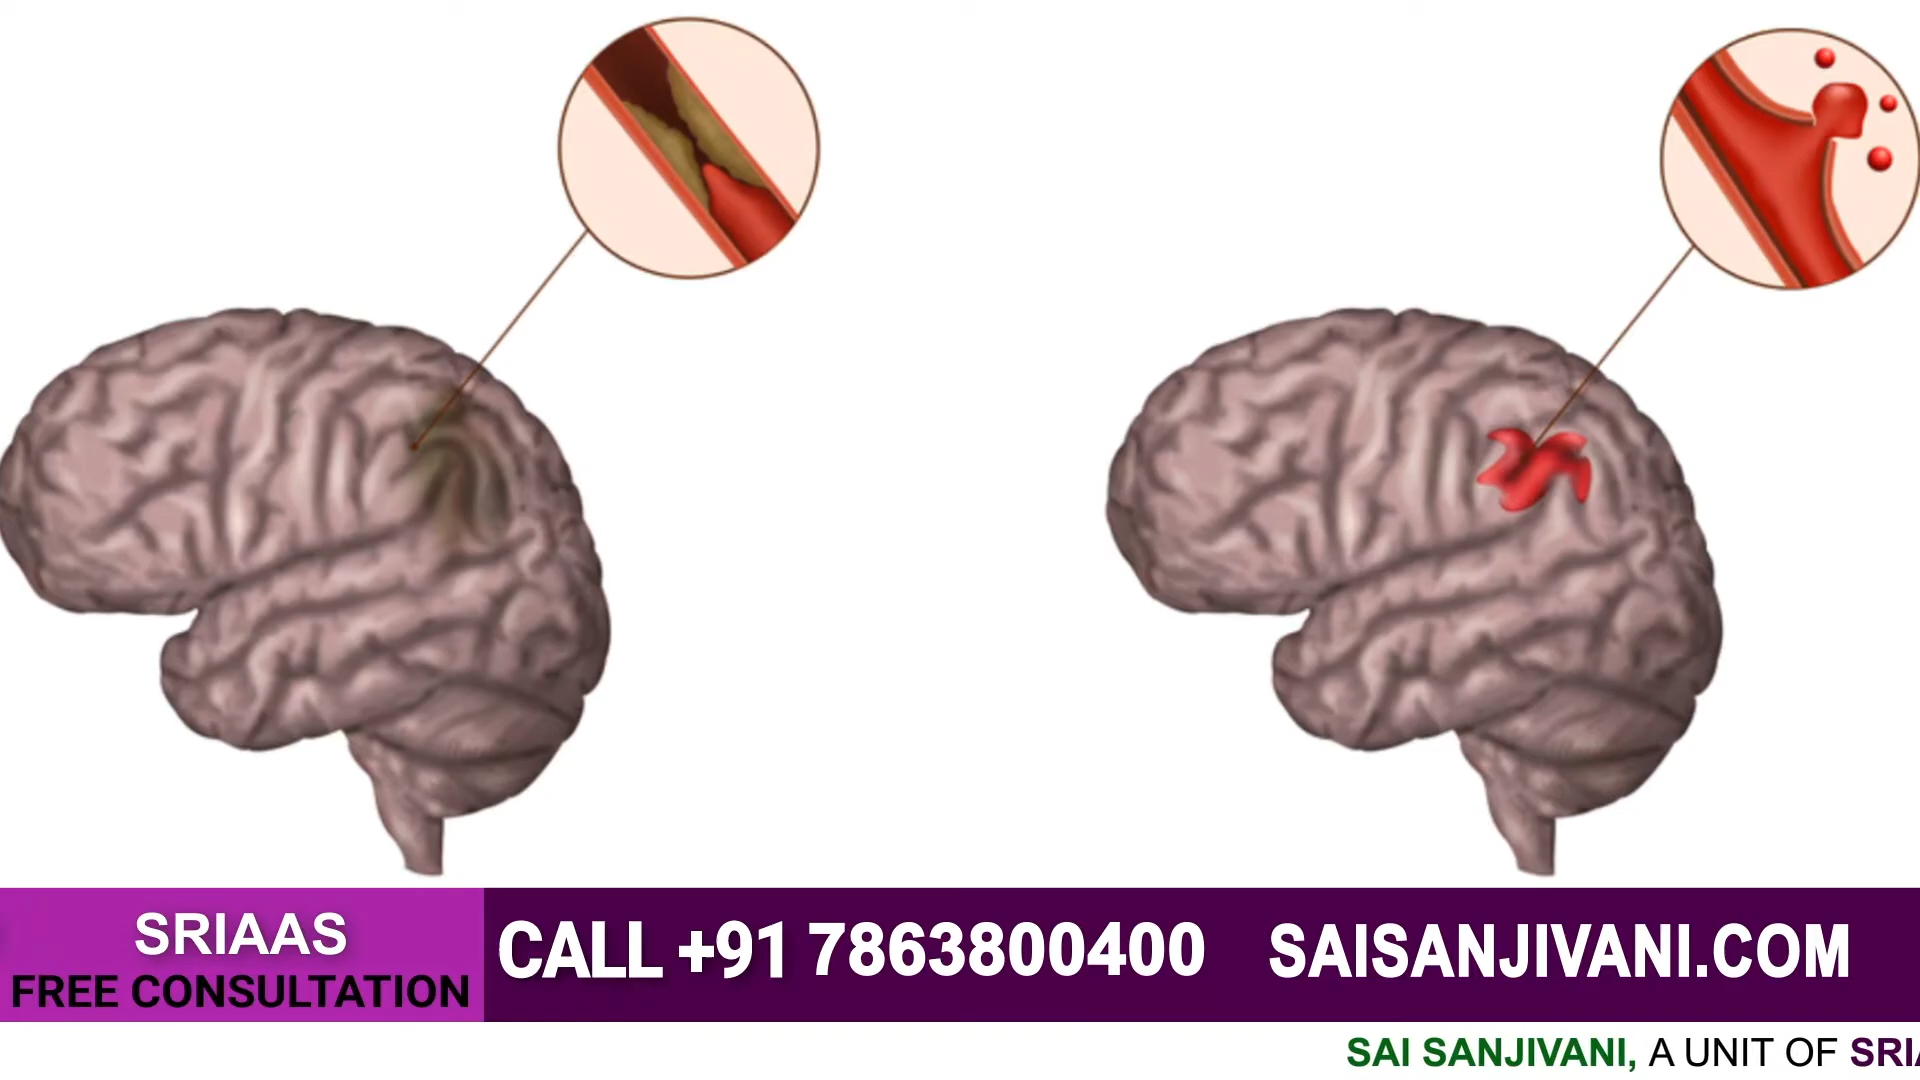 SRIAAS
FREE CONSULTATION
CALL +91 7863800400 SAISANJIVANI.COM
SAI SANJIVANI, A UNIT OF